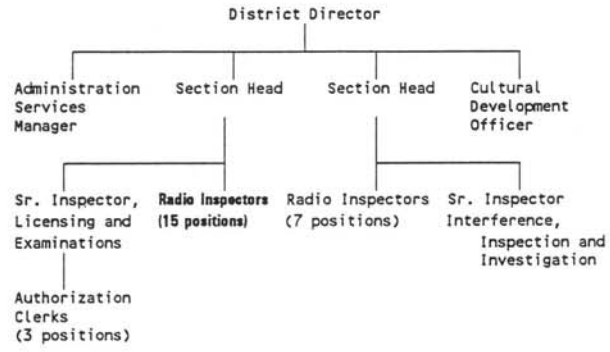 District Director
Administration
Services
Manager
Section Head
Section Head
Cultural
Development
Officer
Sr. Inspector,
Licensing and
Examinations
Radio Inspectors
(15 positions)
Radio Inspectors
(7 positions)
Sr. Inspector
Interference,
Inspection and
Investigation
Authorization
Clerks
(3 positions)